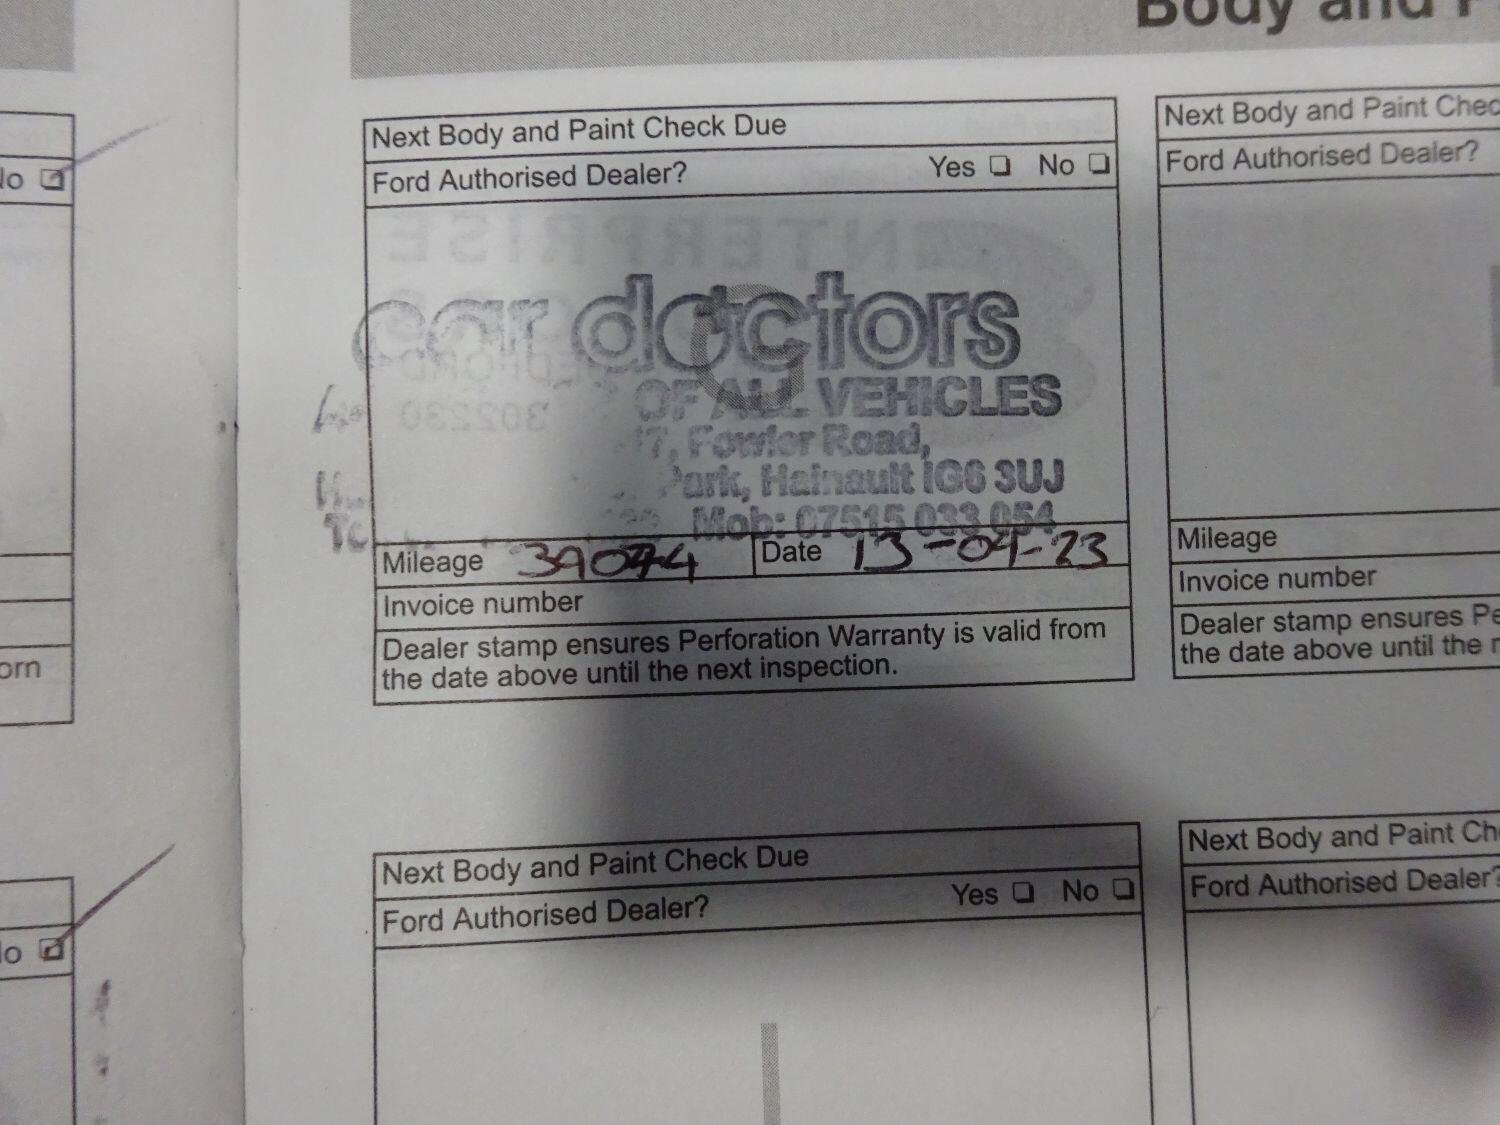 Body and
Next Body and Paint Check Due
Ford Authorised Dealer? Yes No
car doctors
OF ALL VEHICLES
7, Fowler Road,
Park, Hainault IG6 3UJ
Mob: 07515 033 054
Mileage Date 13-04-23
Invoice number
Dealer stamp ensures Perforation Warranty is valid from
the date above until the next inspection.
Next Body and Paint Check Due
Ford Authorised Dealer? Yes No
Next Body and Paint Chec
Ford Authorised Dealer?
Mileage
Invoice number
Dealer stamp ensures Pe
the date above until the
Next Body and Paint Ch
Ford Authorised Dealer?